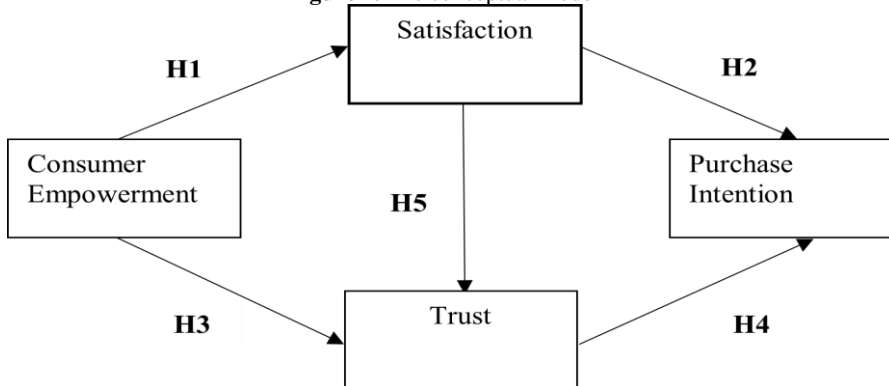 Satisfaction
H1
H2
Consumer
Empowerment
Purchase
Intention
H5
Trust
H3
H4